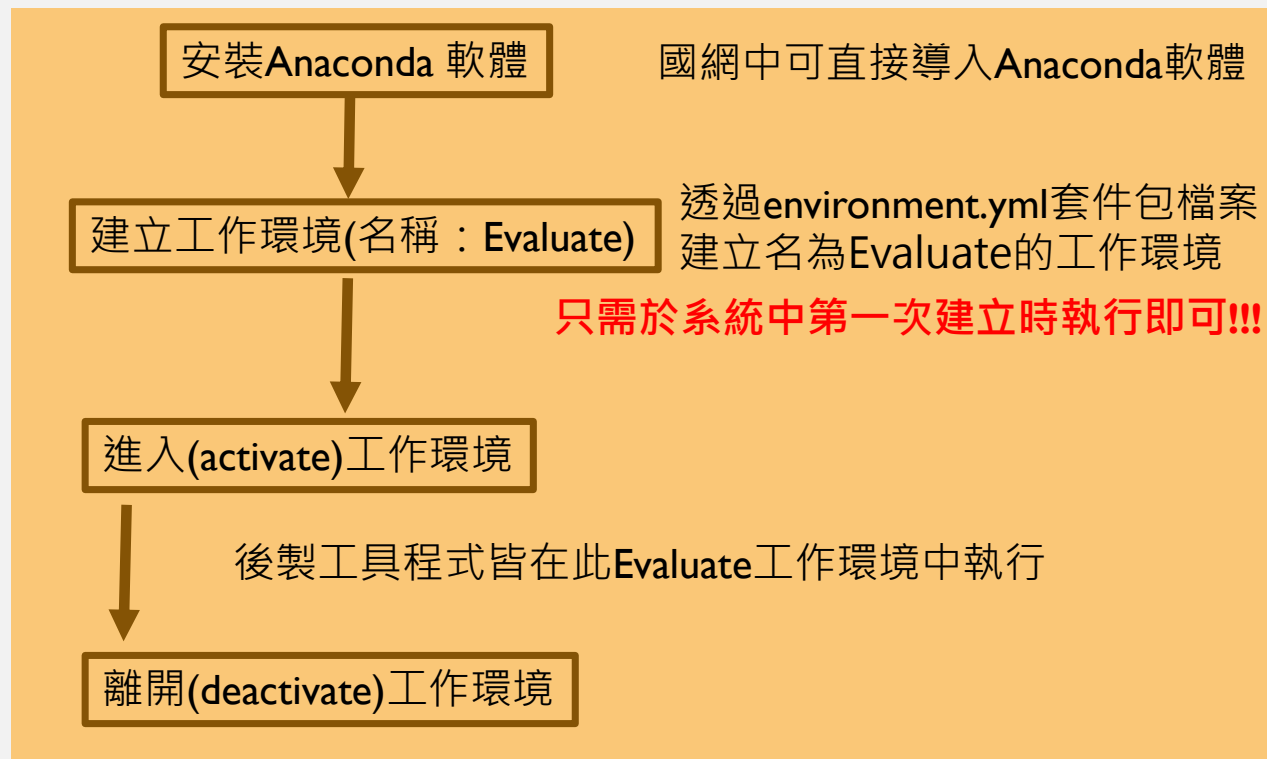 安裝Anaconda 軟體
國網中可直接導入Anaconda軟體
建立工作環境(名稱：Evaluate)
透過environment.yml套件包檔案
建立名為Evaluate的工作環境
只需於系統中第一次建立時執行即可!!!
進入(activate)工作環境
後製工具程式皆在此Evaluate工作環境中執行
離開(deactivate)工作環境